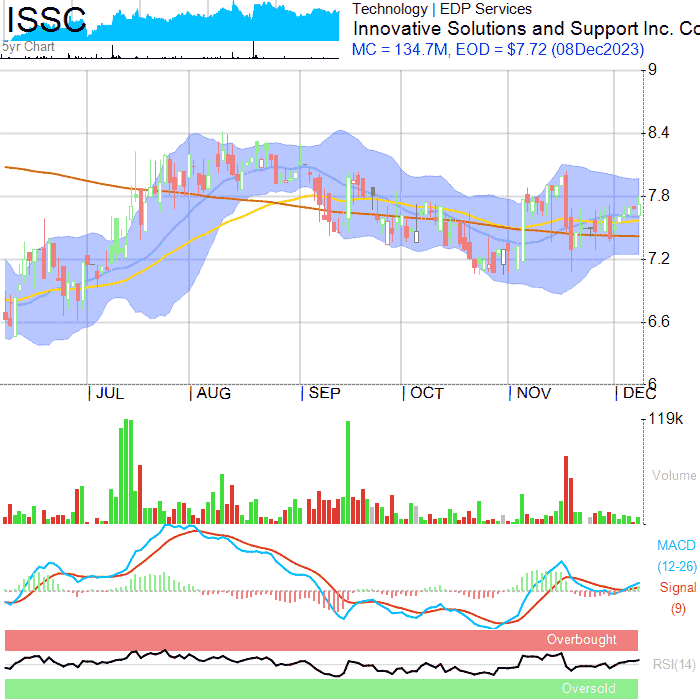 ISSC
5yr Chart
Technology | EDP Services
Innovative Solutions and Support Inc. Co
MC = 134.7M, EOD = $7.72 (08Dec2023)
9
8.4
7.8
7.2
6.6
6
JUL AUG SEP OCT NOV DEC
119k
Volume
MACD
(12-26)
Signal
(9)
Overbought
RSI(14)
Oversold